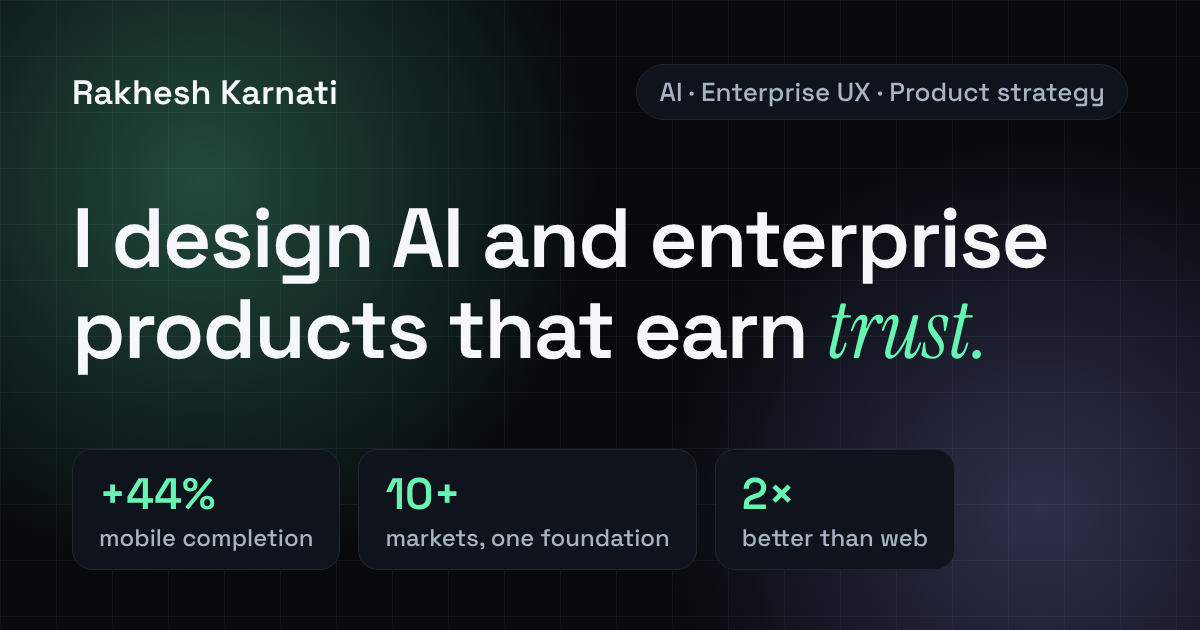 Rakhesh Karnati
AI · Enterprise UX · Product strategy
I design AI and enterprise
products that earn trust.
+44%
mobile completion
10+
markets, one foundation
2×
better than web